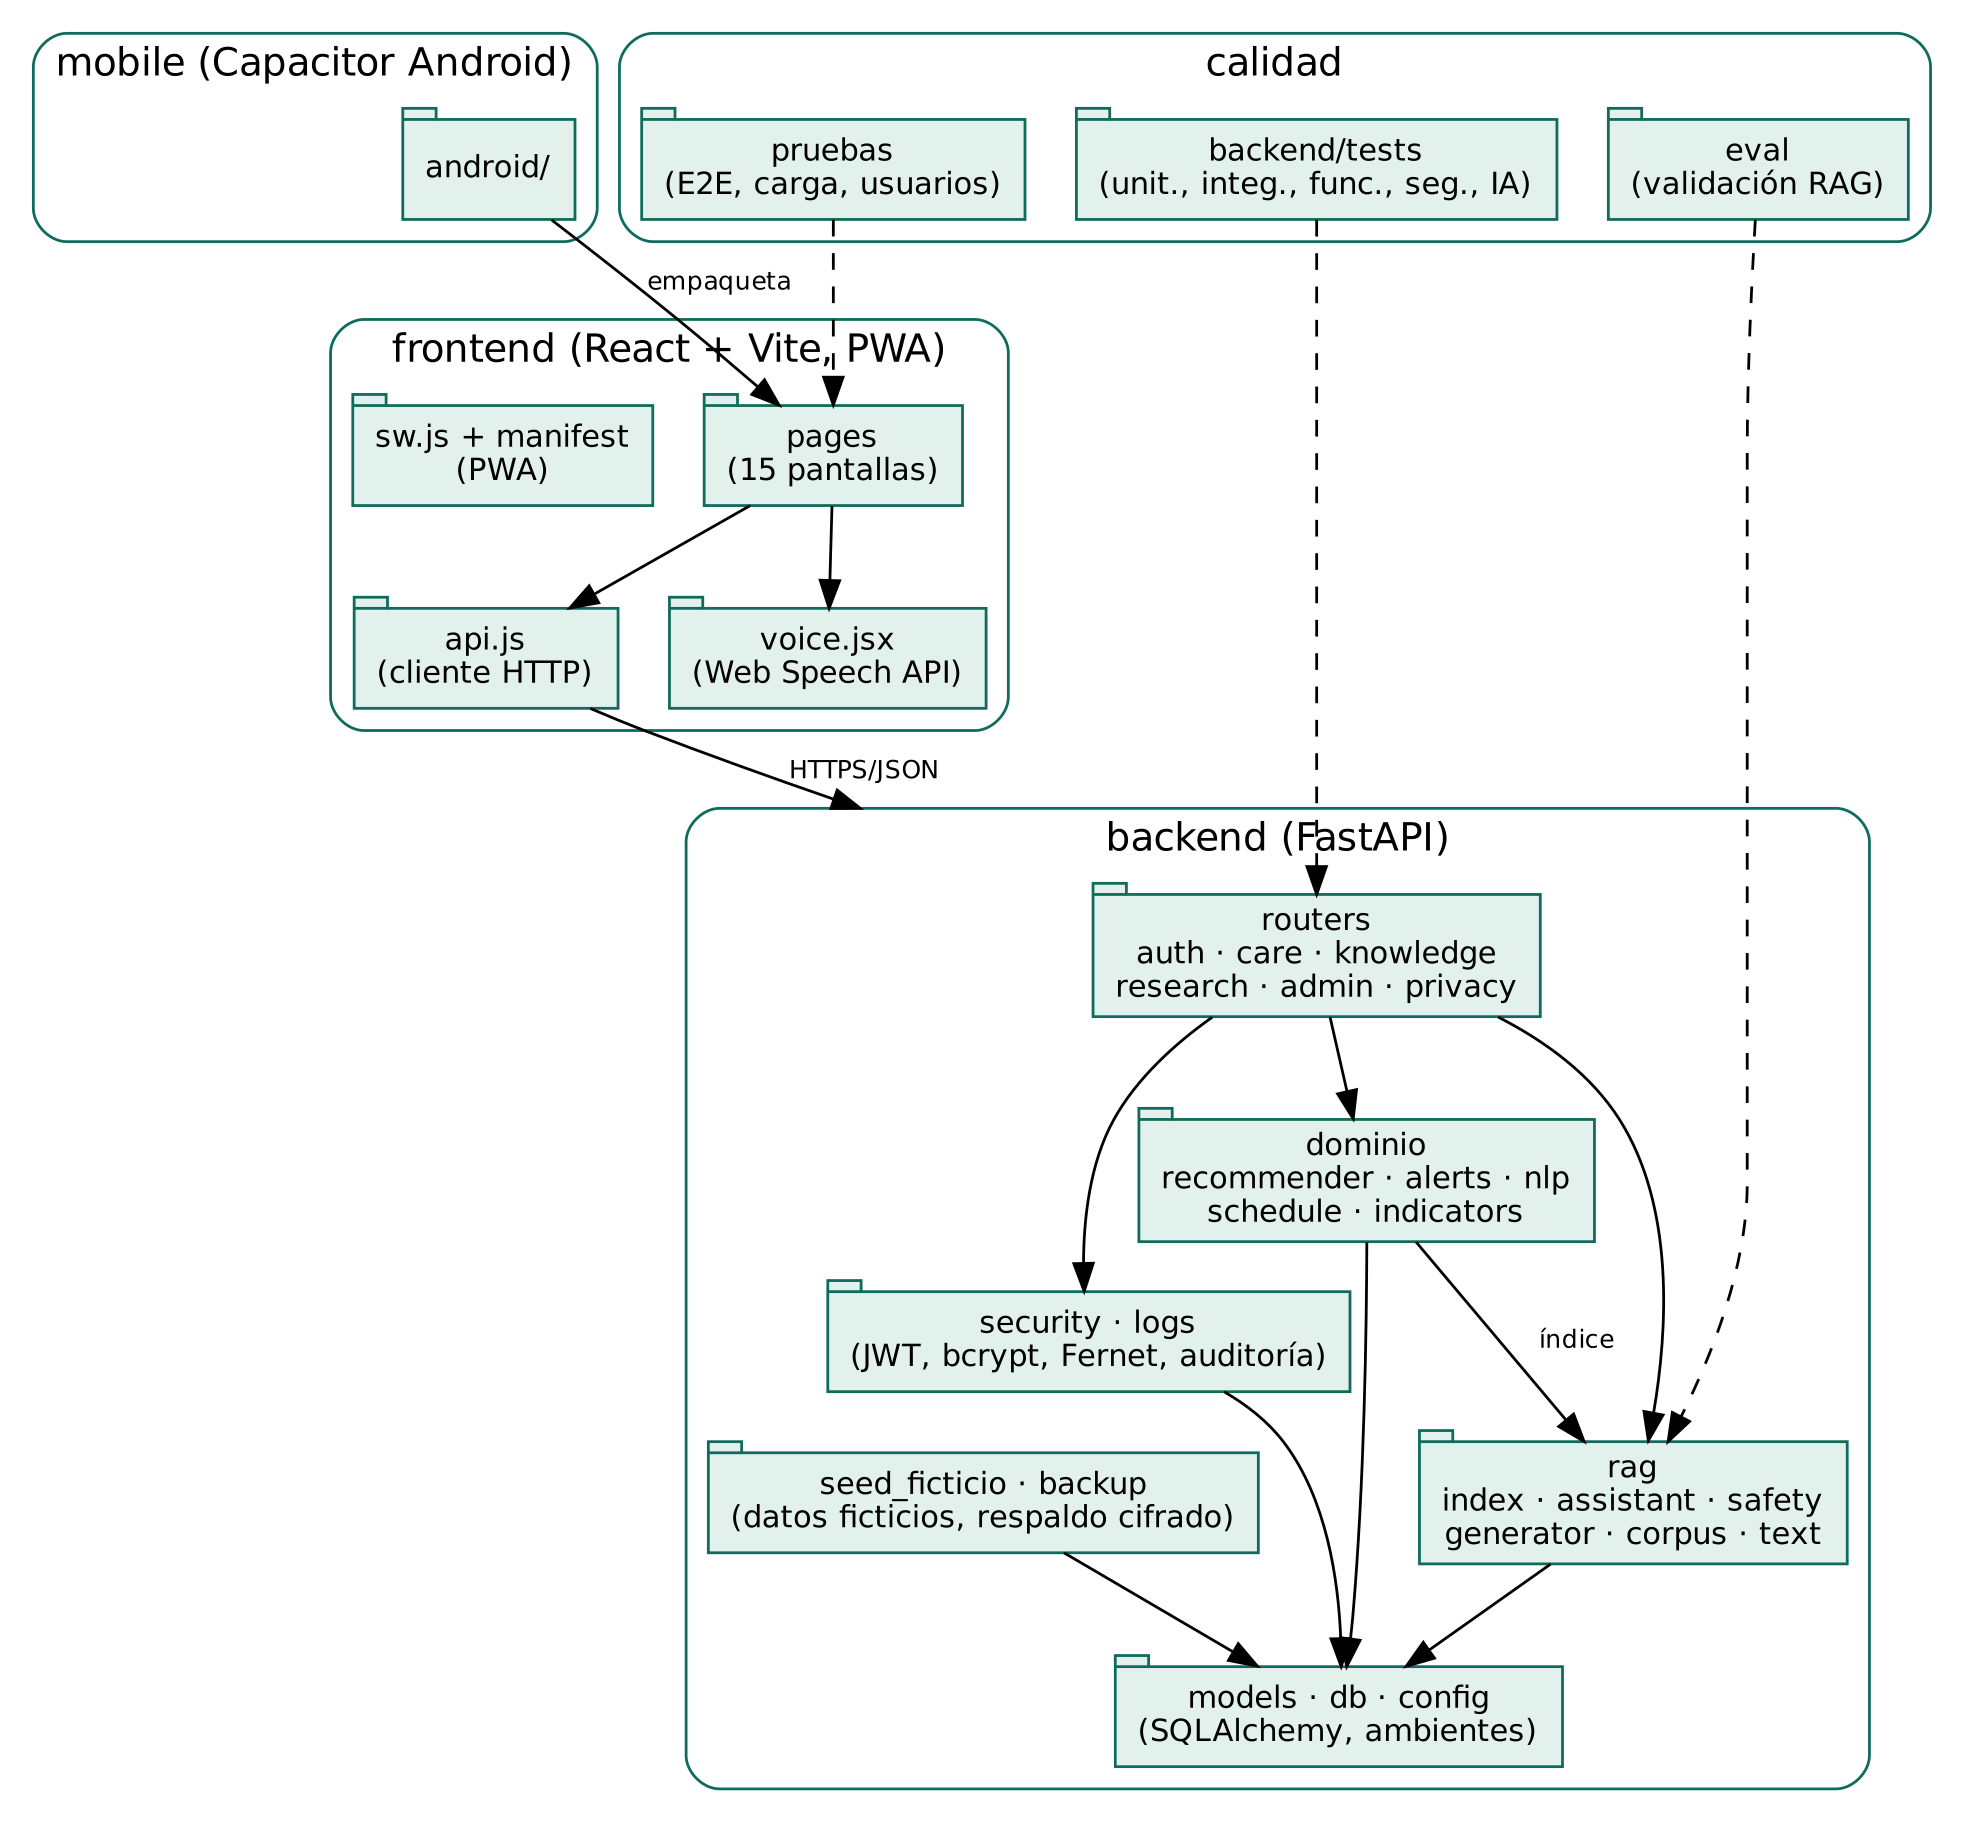 mobile (Capacitor Android)
android/
calidad
pruebas
(E2E, carga, usuarios)
backend/tests
(unit., integ., func., seg., IA)
eval
(validación RAG)
empaqueta
frontend (React + Vite, PWA)
sw.js + manifest
(PWA)
pages
(15 pantallas)
api.js
(cliente HTTP)
voice.jsx
(Web Speech API)
HTTPS/JSON
backend (FastAPI)
routers
auth · care · knowledge
research · admin · privacy
dominio
recommender · alerts · nlp
schedule · indicators
security · logs
(JWT, bcrypt, Fernet, auditoría)
índice
seed_ficticio · backup
(datos ficticios, respaldo cifrado)
rag
index · assistant · safety
generator · corpus · text
models · db · config
(SQLAlchemy, ambientes)